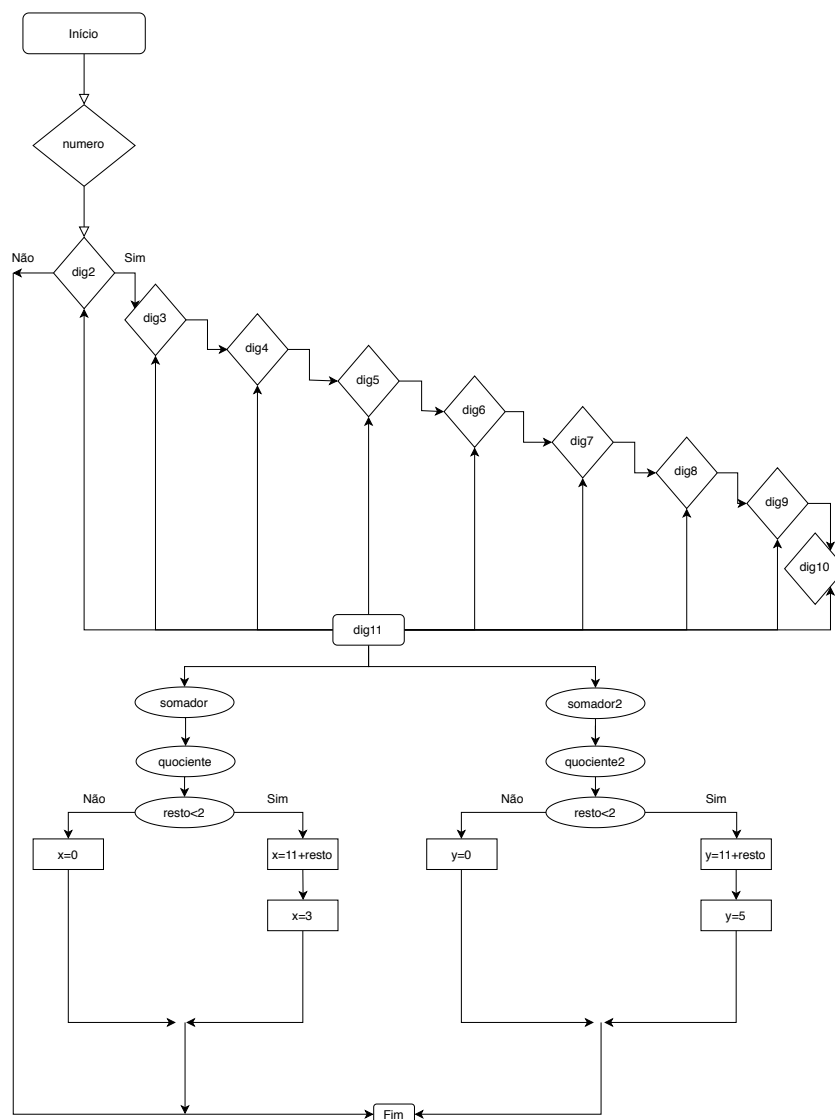 Início
numero
Não
Sim
dig2
dig3
dig4
dig5
dig6
dig7
dig8
dig9
dig10
dig11
somador
somador2
quociente
quociente2
Não
resto<2
Sim
Não
resto<2
Sim
x=0
x=11+resto
y=0
y=11+resto
x=3
y=5
Fim